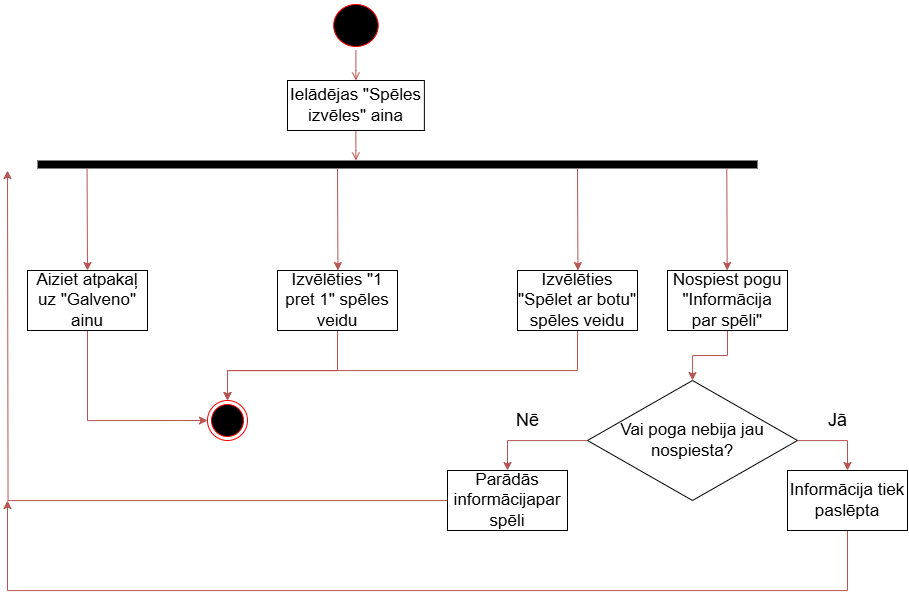 Ielādējas "Spēles
izvēles" aina
Aiziet atpakaļ
uz "Galveno"
ainu
Izvēlēties "1
pret 1" spēles
veidu
Izvēlēties
"Spēlet ar botu"
spēles veidu
Nospiest pogu
"Informācija
par spēli"
Nē
Vai poga nebija jau
nospiesta?
Jā
Parādās
informācijapar
spēli
Informācija tiek
paslēpta